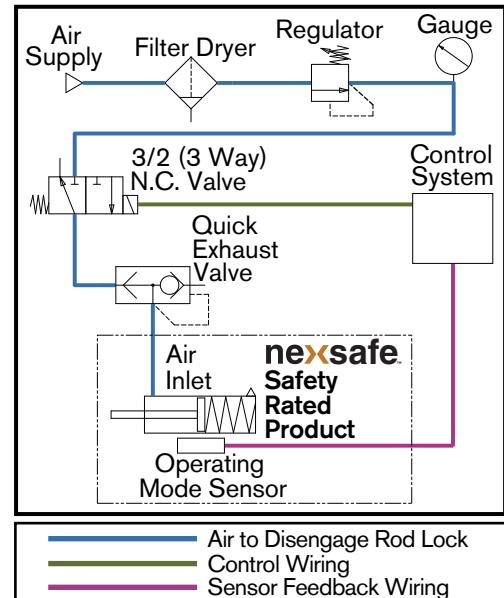 Air
Supply
Filter Dryer
Regulator
Gauge
3/2 (3 Way)
N.C. Valve
Control
System
Quick
Exhaust
Valve
Air
Inlet
nexsafe™
Safety
Rated
Product
Operating
Mode Sensor
Air to Disengage Rod Lock
Control Wiring
Sensor Feedback Wiring